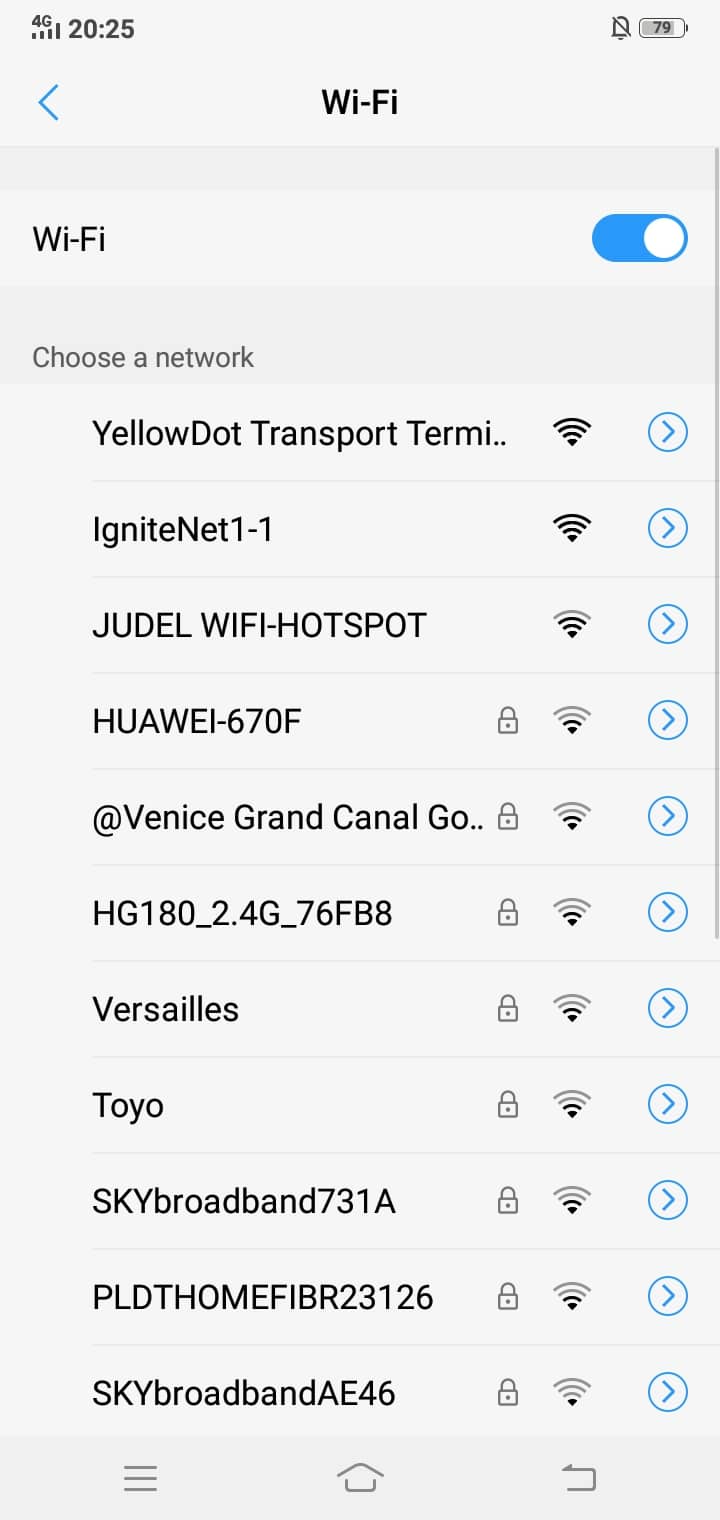 4G 20:25 79
Wi-Fi
Wi-Fi
Choose a network
YellowDot Transport Termi..
IgniteNet1-1
JUDEL WIFI-HOTSPOT
HUAWEI-670F
@Venice Grand Canal Go..
HG180_2.4G_76FB8
Versailles
Toyo
SKYbroadband731A
PLDTHOMEFIBR23126
SKYbroadbandAE46